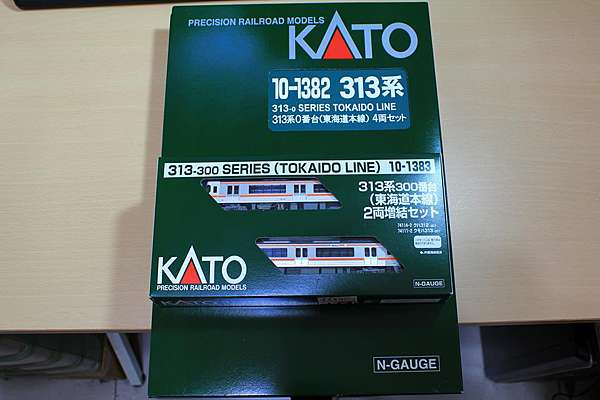 PRECISION RAILROAD MODELS
KATO
10-1382 313系
313-0 SERIES TOKAIDO LINE
313系0番台(東海道本線) 4両セット
313-300 SERIES (TOKAIDO LINE) 10-1383
313系300番台
(東海道本線)
2両増結セット
KATO
PRECISION RAILROAD MODELS
N-GAUGE
N-GAUGE